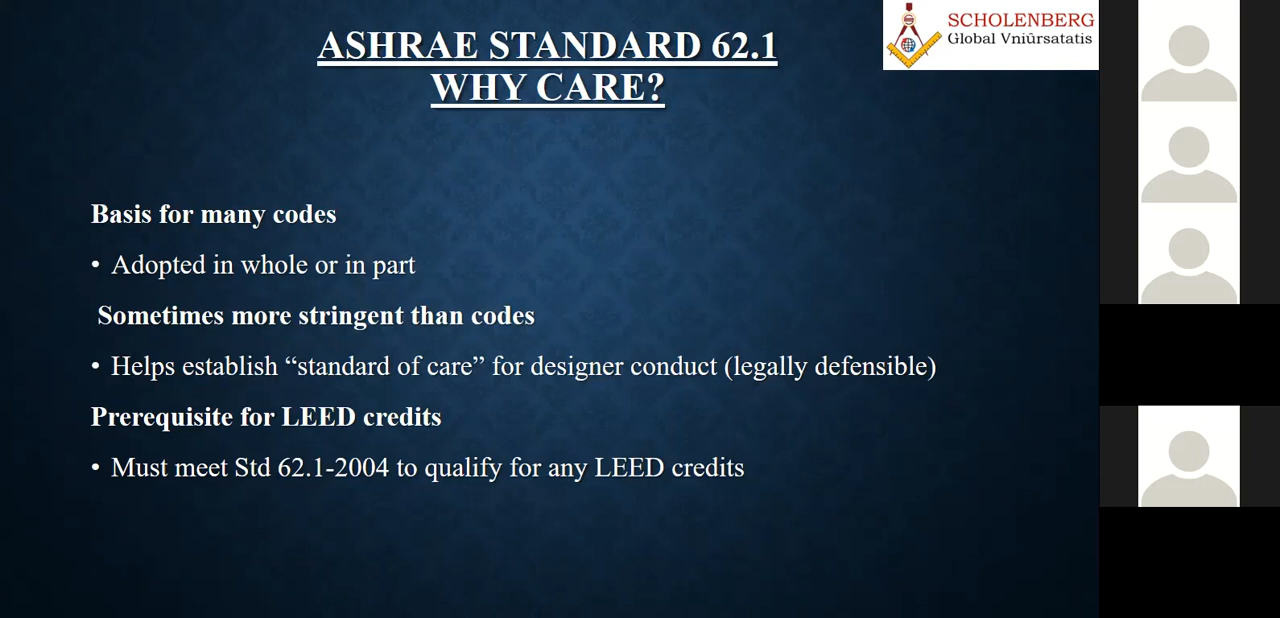 ASHRAE STANDARD 62.1
WHY CARE?
SCHOLENBERG
Global Vniûrsatatis
Basis for many codes
• Adopted in whole or in part
Sometimes more stringent than codes
• Helps establish “standard of care” for designer conduct (legally defensible)
Prerequisite for LEED credits
• Must meet Std 62.1-2004 to qualify for any LEED credits